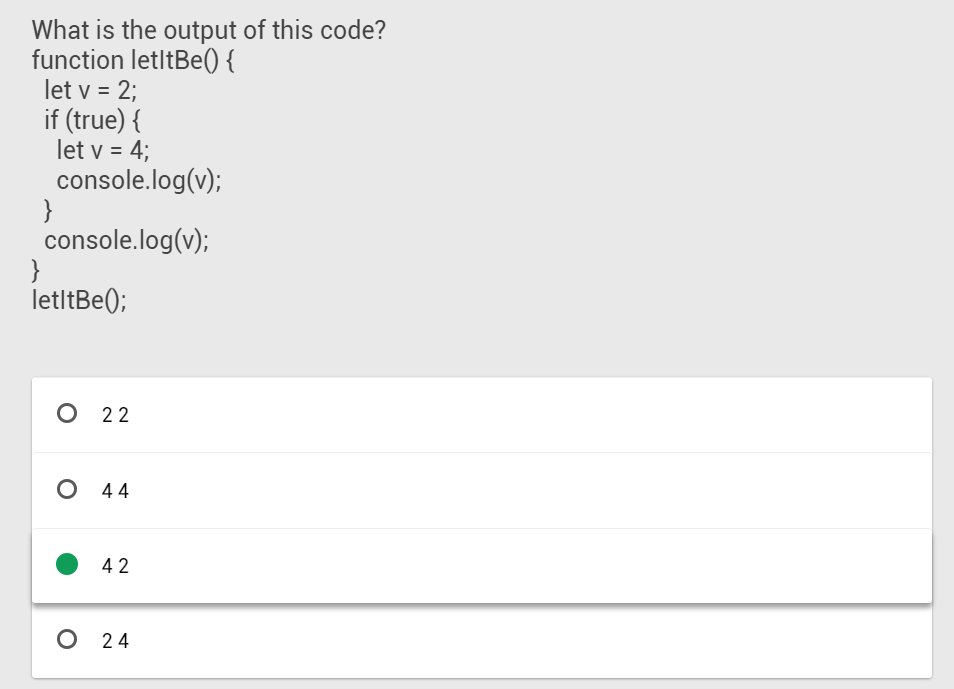 What is the output of this code?
function letItBe() {
let v = 2;
if (true) {
let v = 4;
console.log(v);
}
console.log(v);
}
letItBe();
2 2
4 4
4 2
2 4